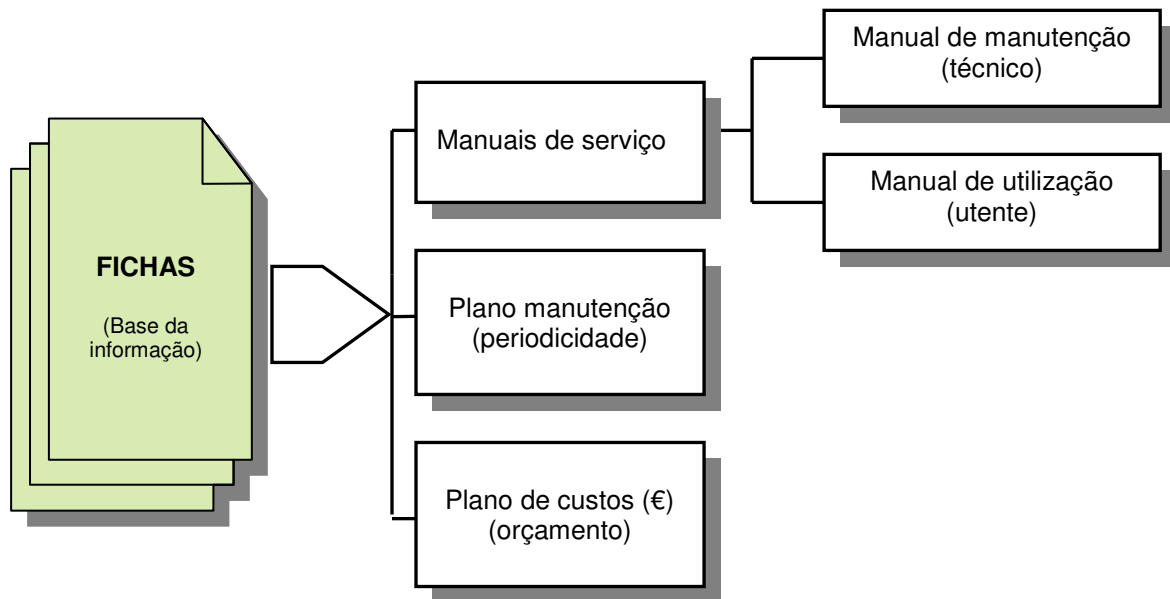 FICHAS
(Base da
informação)
Manuais de serviço
Plano manutenção
(periodicidade)
Plano de custos (€)
(orçamento)
Manual de manutenção
(técnico)
Manual de utilização
(utente)